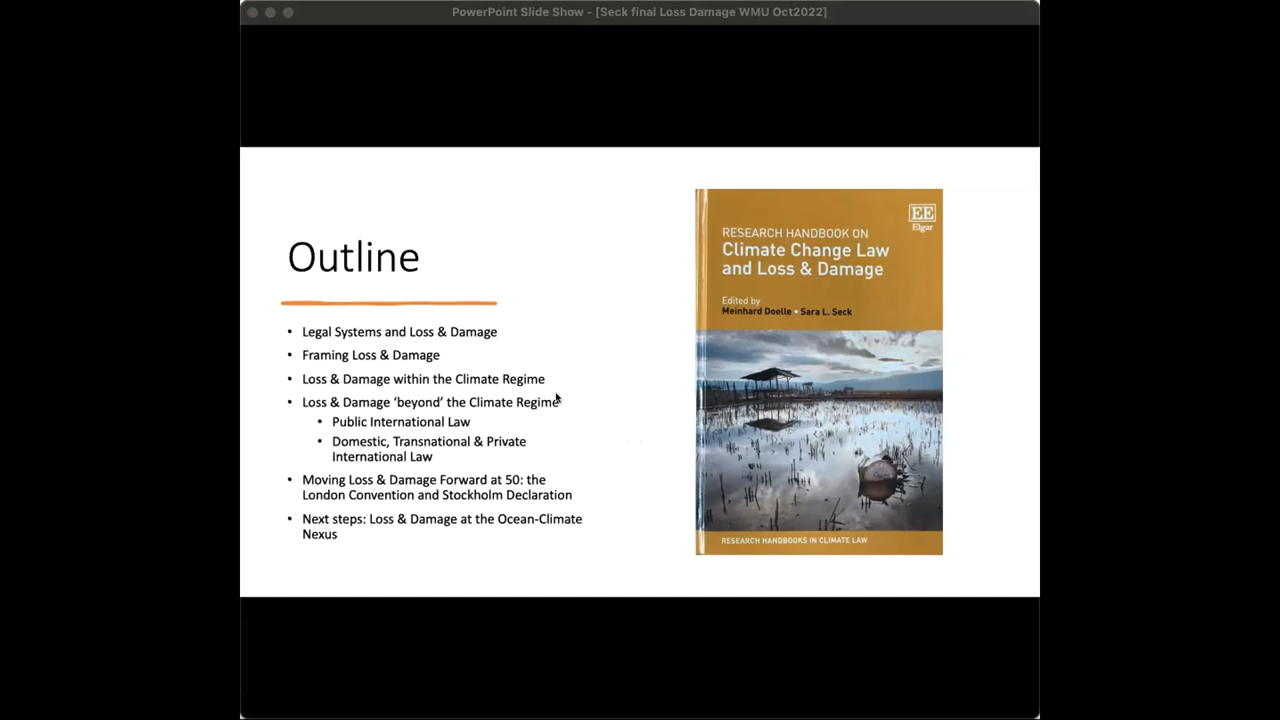 PowerPoint Slide Show - [Seck final Loss Damage WMU Oct2022]
Outline
• Legal Systems and Loss & Damage
• Framing Loss & Damage
• Loss & Damage within the Climate Regime
• Loss & Damage ‘beyond’ the Climate Regime
• Public International Law
• Domestic, Transnational & Private
International Law
• Moving Loss & Damage Forward at 50: the
London Convention and Stockholm Declaration
• Next steps: Loss & Damage at the Ocean-Climate
Nexus
EE
Elgar
RESEARCH HANDBOOK ON
Climate Change Law
and Loss & Damage
Edited by
Meinhard Doelle • Sara L. Seck
RESEARCH HANDBOOKS IN CLIMATE LAW